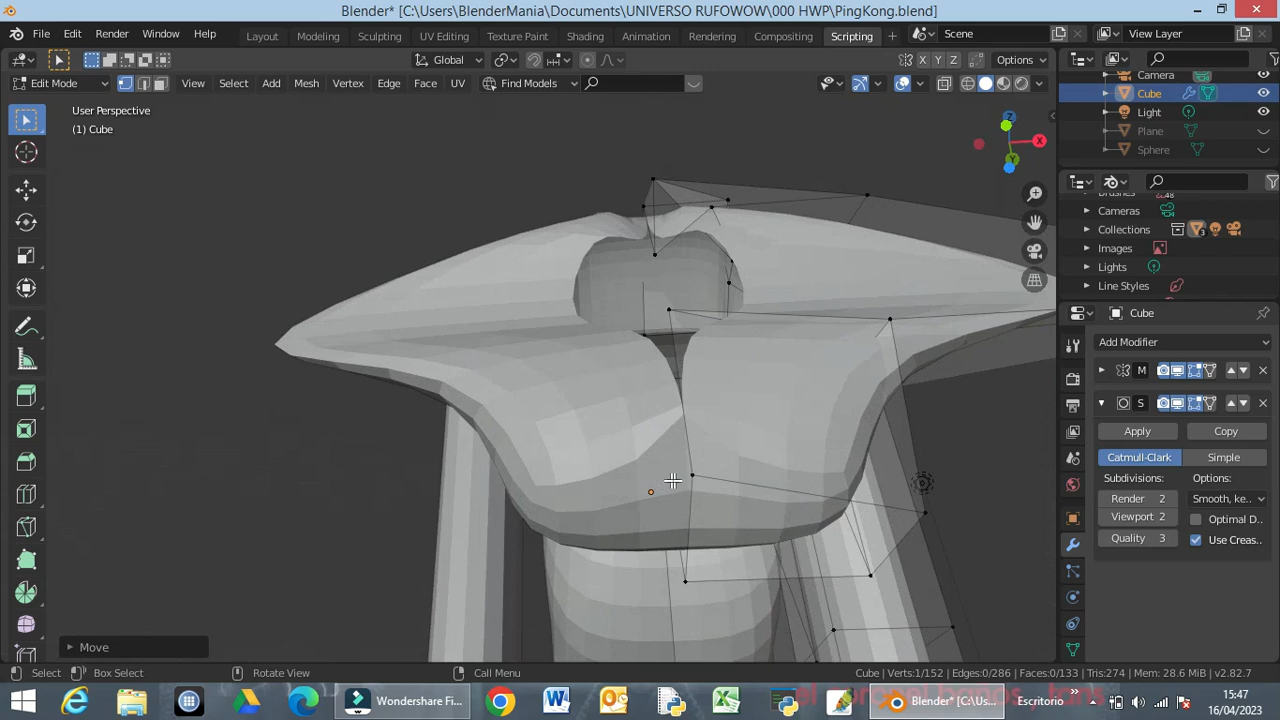 Blender* [C:\Users\BlenderMania\Documents\UNIVERSO RUFOWOW\000 HWP\PingKong.blend]
File Edit Render Window Help Layout Modeling Sculpting UV Editing Texture Paint Shading Animation Rendering Compositing Scripting Scene View Layer
Global X Y Z Options
Edit Mode View Select Add Mesh Vertex Edge Face UV Find Models
User Perspective
(1) Cube
Z
X
Y
Camera
Cube
Light
Plane
Sphere
Brushes
48
Cameras
Collections 3
Images
Lights
Line Styles
Cube
Add Modifier
M
S
Apply Copy
Catmull-Clark Simple
Subdivisions: Options:
Render 2 Smooth, ke..
Viewport 2 Optimal D..
Quality 3 Use Creas..
Move
Select Box Select Rotate View Call Menu Cube | Verts:1/152 | Edges:0/286 | Faces:0/133 | Tris:274 | Mem: 28.6 MiB | v2.82.7
Wondershare Fi... Blender* [C:\Us... Escritorio
15:47
16/04/2023